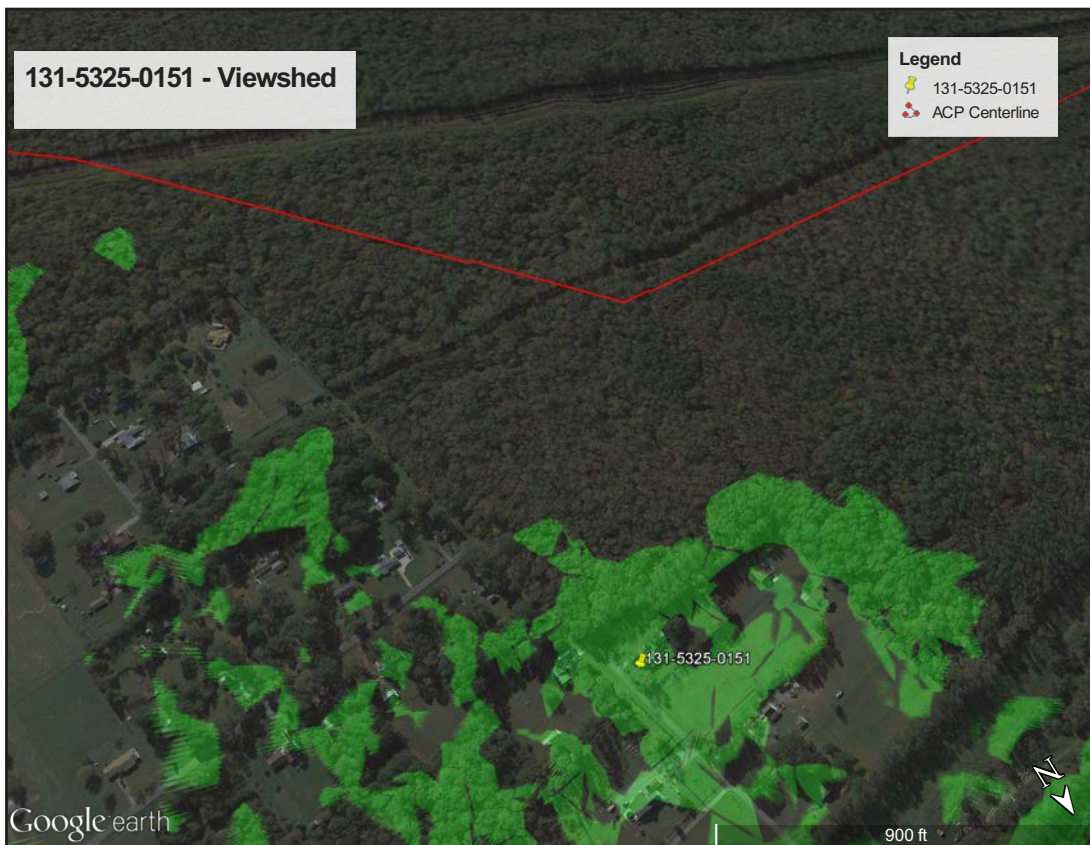 131-5325-0151 - Viewshed
Legend
131-5325-0151
ACP Centerline
131-5325-0151
Google earth
900 ft
N